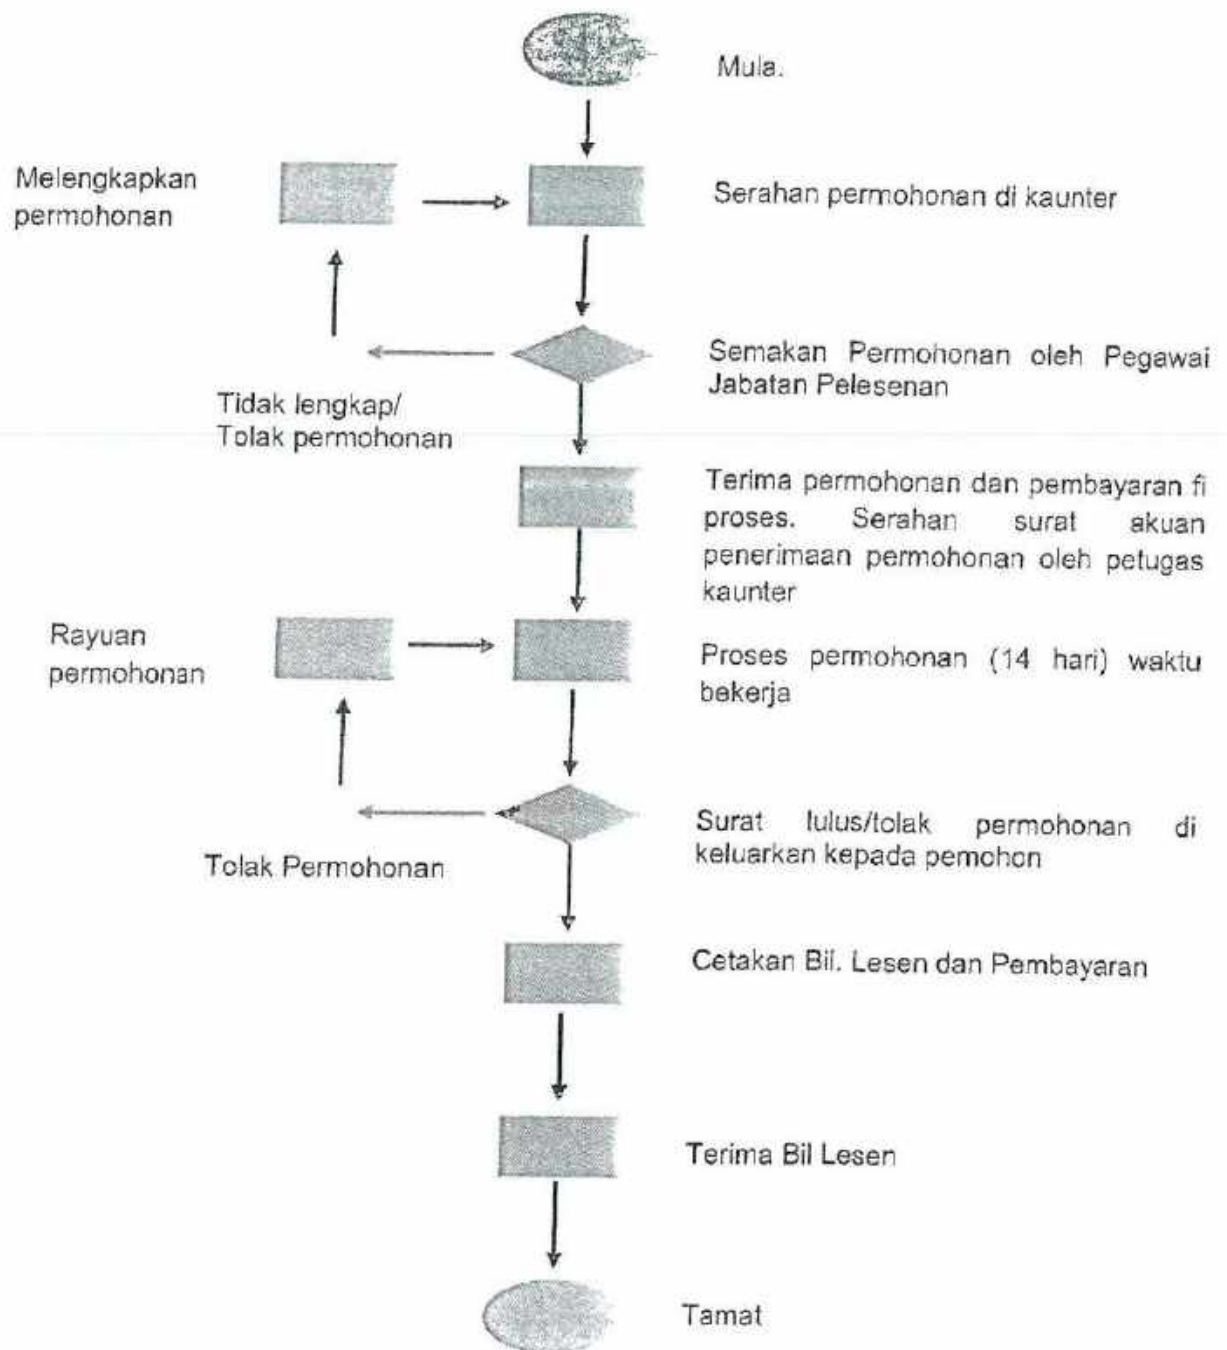 Mula.
Melengkapkan
permohonan
Serahan permohonan di kaunter
Semakan Permohonan oleh Pegawai
Jabatan Pelesenan
Tidak lengkap/
Tolak permohonan
Terima permohonan dan pembayaran fi
proses. Serahan surat akuan
penerimaan permohonan oleh petugas
kaunter
Rayuan
permohonan
Proses permohonan (14 hari) waktu
bekerja
Surat lulus/tolak permohonan di
keluarkan kepada pemohon
Tolak Permohonan
Cetakan Bil. Lesen dan Pembayaran
Terima Bil Lesen
Tamat